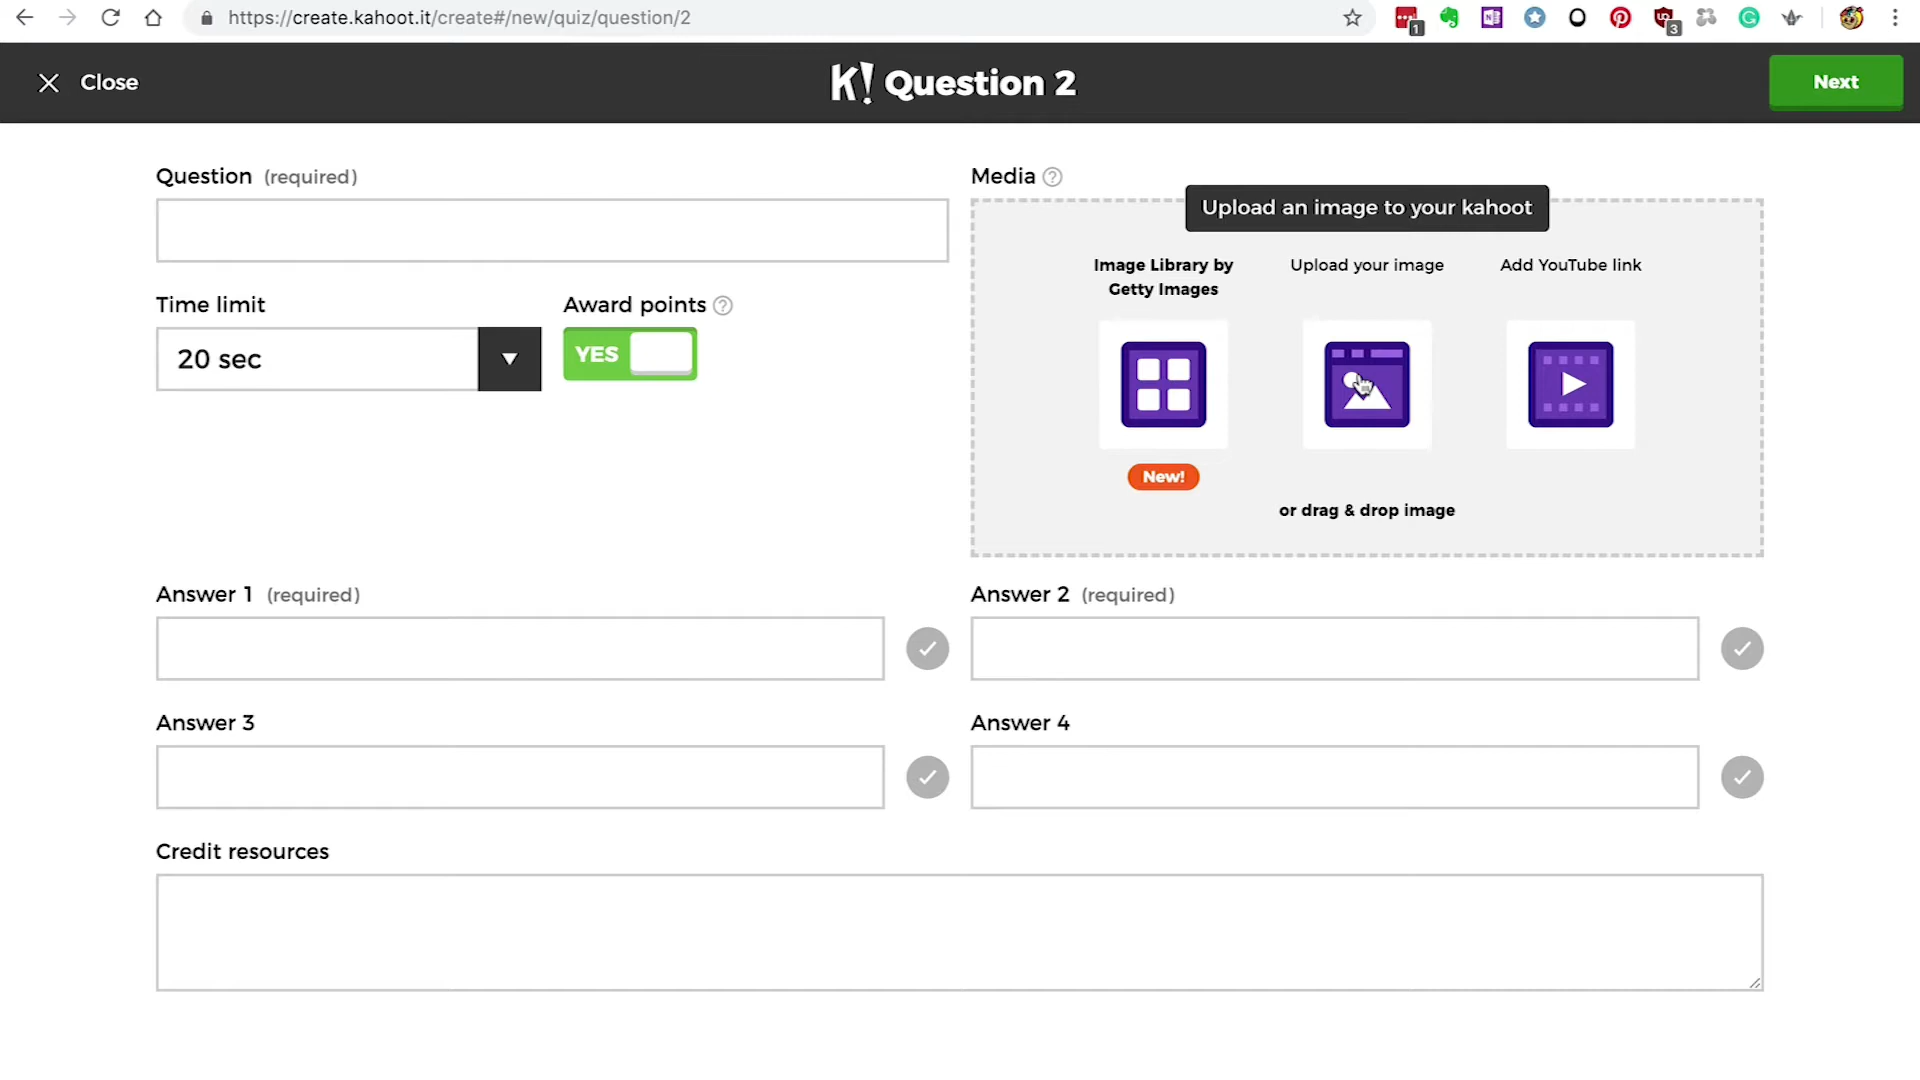 https://create.kahoot.it/create#/new/quiz/question/2
1
3
Close
K! Question 2
Next
Question (required)
Media ?
Upload an image to your kahoot
Image Library by
Getty Images
Upload your image
Add YouTube link
Time limit
Award points ?
20 sec
YES
New!
or drag & drop image
Answer 1 (required)
Answer 2 (required)
Answer 3
Answer 4
Credit resources